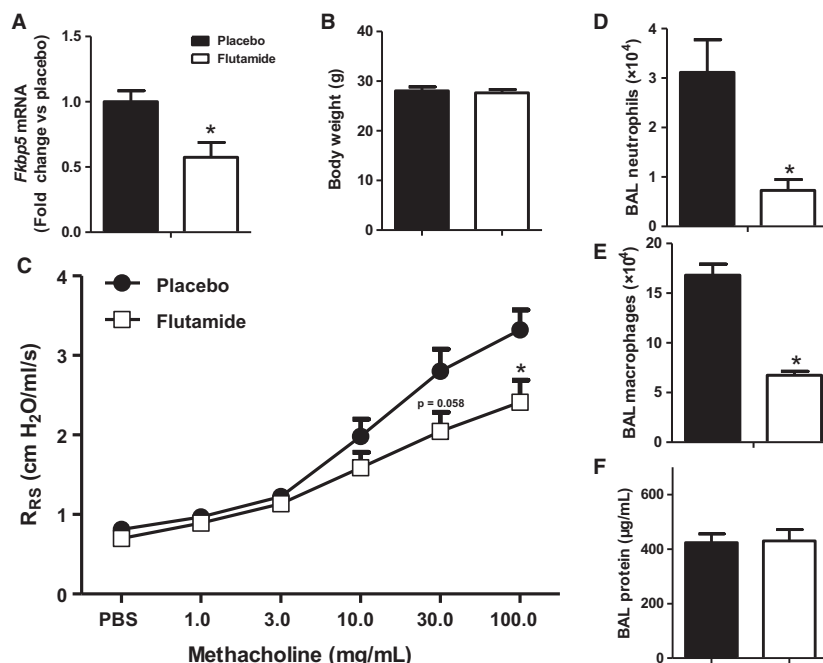 A
Fkbp5 mRNA
(Fold change vs placebo)
1.5
1.0
0.5
0.0
*
Placebo
Flutamide
B
Body weight (g)
40
30
20
10
0
D
BAL neutrophils (×10⁴)
4
3
2
1
0
*
C
R_RS (cm H₂O/ml/s)
4
3
2
1
0
Placebo
Flutamide
p = 0.058
*
PBS
1.0
3.0
10.0
30.0
100.0
Methacholine (mg/mL)
E
BAL macrophages (×10⁴)
20
15
10
5
0
*
F
BAL protein (µg/mL)
600
400
200
0